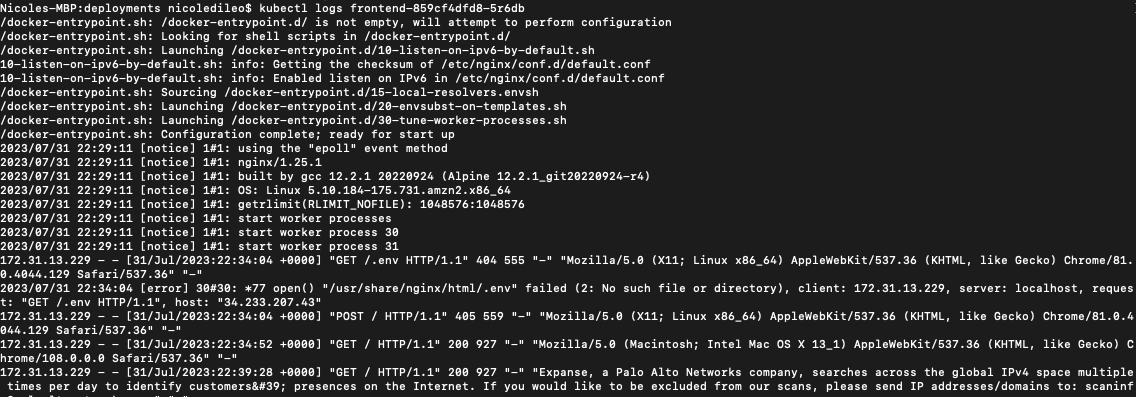 Nicoles-MBP:deployments nicoledileo$ kubectl logs frontend-859cf4dfd8-5r6db
/docker-entrypoint.sh: /docker-entrypoint.d/ is not empty, will attempt to perform configuration
/docker-entrypoint.sh: Looking for shell scripts in /docker-entrypoint.d/
/docker-entrypoint.sh: Launching /docker-entrypoint.d/10-listen-on-ipv6-by-default.sh
10-listen-on-ipv6-by-default.sh: info: Getting the checksum of /etc/nginx/conf.d/default.conf
10-listen-on-ipv6-by-default.sh: info: Enabled listen on IPv6 in /etc/nginx/conf.d/default.conf
/docker-entrypoint.sh: Sourcing /docker-entrypoint.d/15-local-resolvers.envsh
/docker-entrypoint.sh: Launching /docker-entrypoint.d/20-envsubst-on-templates.sh
/docker-entrypoint.sh: Launching /docker-entrypoint.d/30-tune-worker-processes.sh
/docker-entrypoint.sh: Configuration complete; ready for start up
2023/07/31 22:29:11 [notice] 1#1: using the "epoll" event method
2023/07/31 22:29:11 [notice] 1#1: nginx/1.25.1
2023/07/31 22:29:11 [notice] 1#1: built by gcc 12.2.1 20220924 (Alpine 12.2.1_git20220924-r4)
2023/07/31 22:29:11 [notice] 1#1: OS: Linux 5.10.184-175.731.amzn2.x86_64
2023/07/31 22:29:11 [notice] 1#1: getrlimit(RLIMIT_NOFILE): 1048576:1048576
2023/07/31 22:29:11 [notice] 1#1: start worker processes
2023/07/31 22:29:11 [notice] 1#1: start worker process 30
2023/07/31 22:29:11 [notice] 1#1: start worker process 31
172.31.13.229 - - [31/Jul/2023:22:34:04 +0000] "GET /.env HTTP/1.1" 404 555 "-" "Mozilla/5.0 (X11; Linux x86_64) AppleWebKit/537.36 (KHTML, like Gecko) Chrome/81.
0.4044.129 Safari/537.36" "-"
2023/07/31 22:34:04 [error] 30#30: *77 open() "/usr/share/nginx/html/.env" failed (2: No such file or directory), client: 172.31.13.229, server: localhost, reques
t: "GET /.env HTTP/1.1", host: "34.233.207.43"
172.31.13.229 - - [31/Jul/2023:22:34:04 +0000] "POST / HTTP/1.1" 405 559 "-" "Mozilla/5.0 (X11; Linux x86_64) AppleWebKit/537.36 (KHTML, like Gecko) Chrome/81.0.4
044.129 Safari/537.36" "-"
172.31.13.229 - - [31/Jul/2023:22:34:52 +0000] "GET / HTTP/1.1" 200 927 "-" "Mozilla/5.0 (Macintosh; Intel Mac OS X 13_1) AppleWebKit/537.36 (KHTML, like Gecko) C
hrome/108.0.0.0 Safari/537.36" "-"
172.31.13.229 - - [31/Jul/2023:22:39:28 +0000] "GET / HTTP/1.1" 200 927 "-" "Expanse, a Palo Alto Networks company, searches across the global IPv4 space multiple
times per day to identify customers&#39; presences on the Internet. If you would like to be excluded from our scans, please send IP addresses/domains to: scaninf